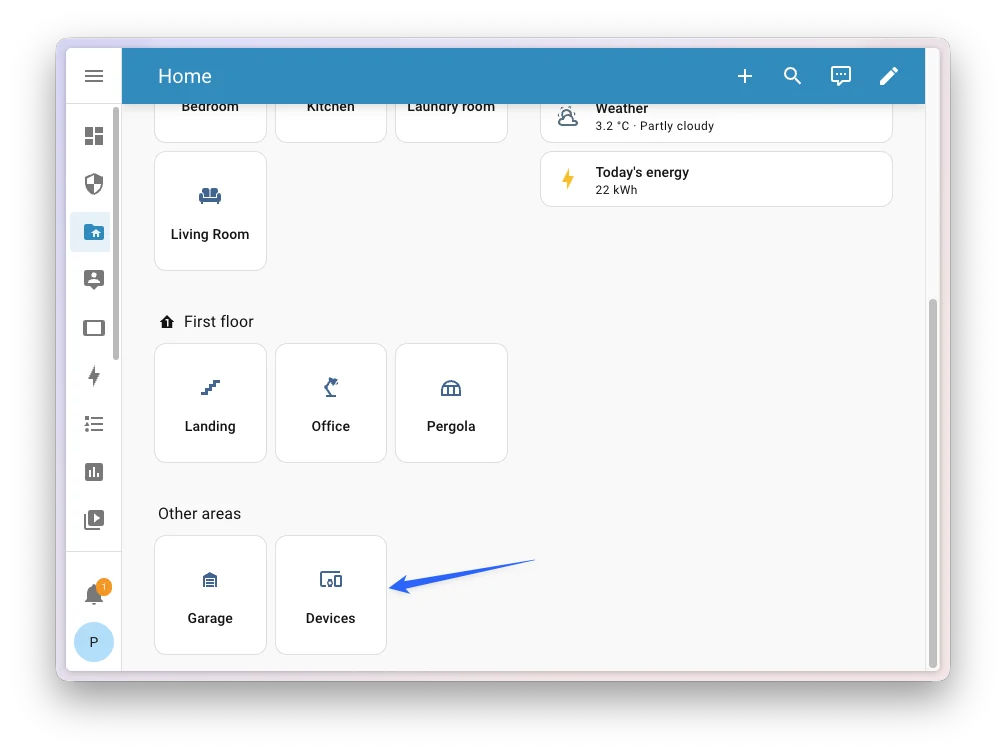 Home
Bedroom
Kitchen
Laundry room
Weather
3.2 °C · Partly cloudy
Today's energy
22 kWh
Living Room
1
First floor
Landing
Office
Pergola
Other areas
Garage
Devices
1
P